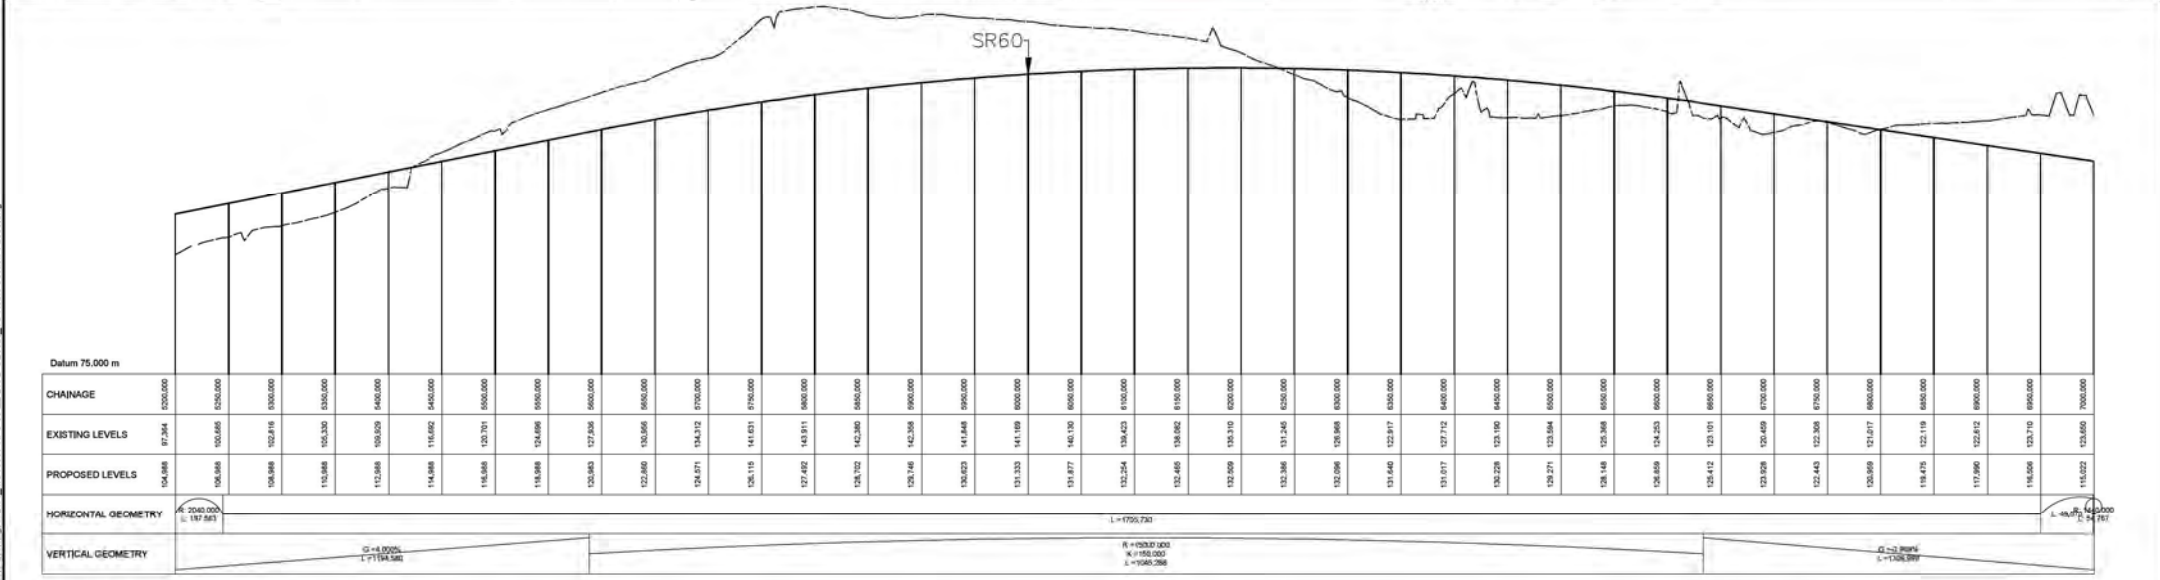 SR60
Datum 75.000 m
CHAINAGE 5200.000 5250.000 5300.000 5350.000 5400.000 5450.000 5500.000 5550.000 5600.000 5650.000 5700.000 5750.000 5800.000 5850.000 5900.000 5950.000 6000.000 6050.000 6100.000 6150.000 6200.000 6250.000 6300.000 6350.000 6400.000 6450.000 6500.000 6550.000 6600.000 6650.000 6700.000 6750.000 6800.000 6850.000 6900.000 6950.000 7000.000
EXISTING LEVELS 97.364 100.685 102.816 105.330 109.929 116.692 120.701 124.696 127.936 130.956 134.312 141.631 143.911 142.380 142.358 141.848 141.169 140.130 139.423 138.082 135.310 131.245 126.968 122.917 127.712 123.190 123.594 125.368 124.253 123.101 120.459 122.308 121.017 122.119 122.612 123.710 123.650
PROPOSED LEVELS 104.988 106.988 108.988 110.988 112.988 114.988 116.988 118.988 120.983 122.860 124.571 126.115 127.492 128.702 129.746 130.623 131.333 131.877 132.254 132.465 132.509 132.386 132.096 131.640 131.017 130.228 129.271 128.148 126.859 125.412 123.928 122.443 120.959 119.475 117.990 116.506 115.022
HORIZONTAL GEOMETRY R: 2040.000
L: 197.583
L =1705.730
VERTICAL GEOMETRY G =4.000%
K =150.000